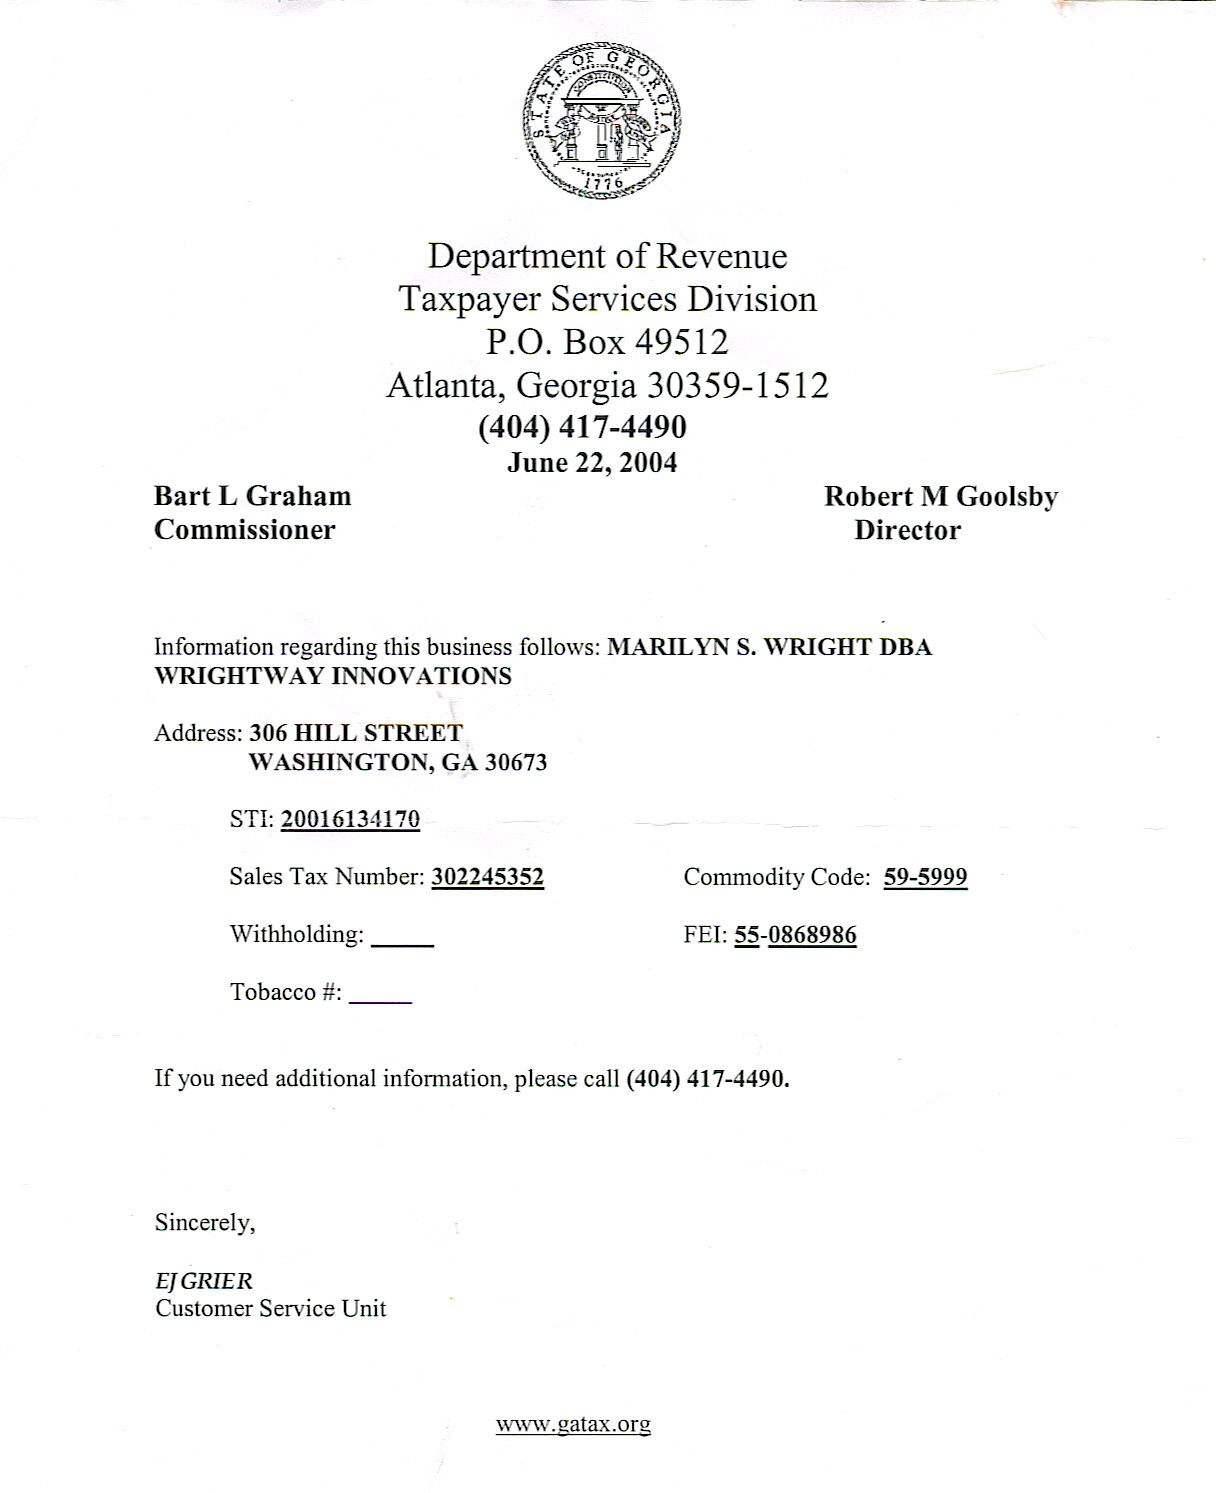 STATE OF GEORGIA
CONSTITUTION
1776
Department of Revenue
Taxpayer Services Division
P.O. Box 49512
Atlanta, Georgia 30359-1512
(404) 417-4490
June 22, 2004
Bart L Graham Robert M Goolsby
Commissioner Director
Information regarding this business follows: MARILYN S. WRIGHT DBA
WRIGHTWAY INNOVATIONS
Address: 306 HILL STREET
WASHINGTON, GA 30673
STI: 20016134170
Sales Tax Number: 302245352 Commodity Code: 59-5999
Withholding: _____ FEI: 55-0868986
Tobacco #: _____
If you need additional information, please call (404) 417-4490.
Sincerely,
EJ GRIER
Customer Service Unit
www.gatax.org